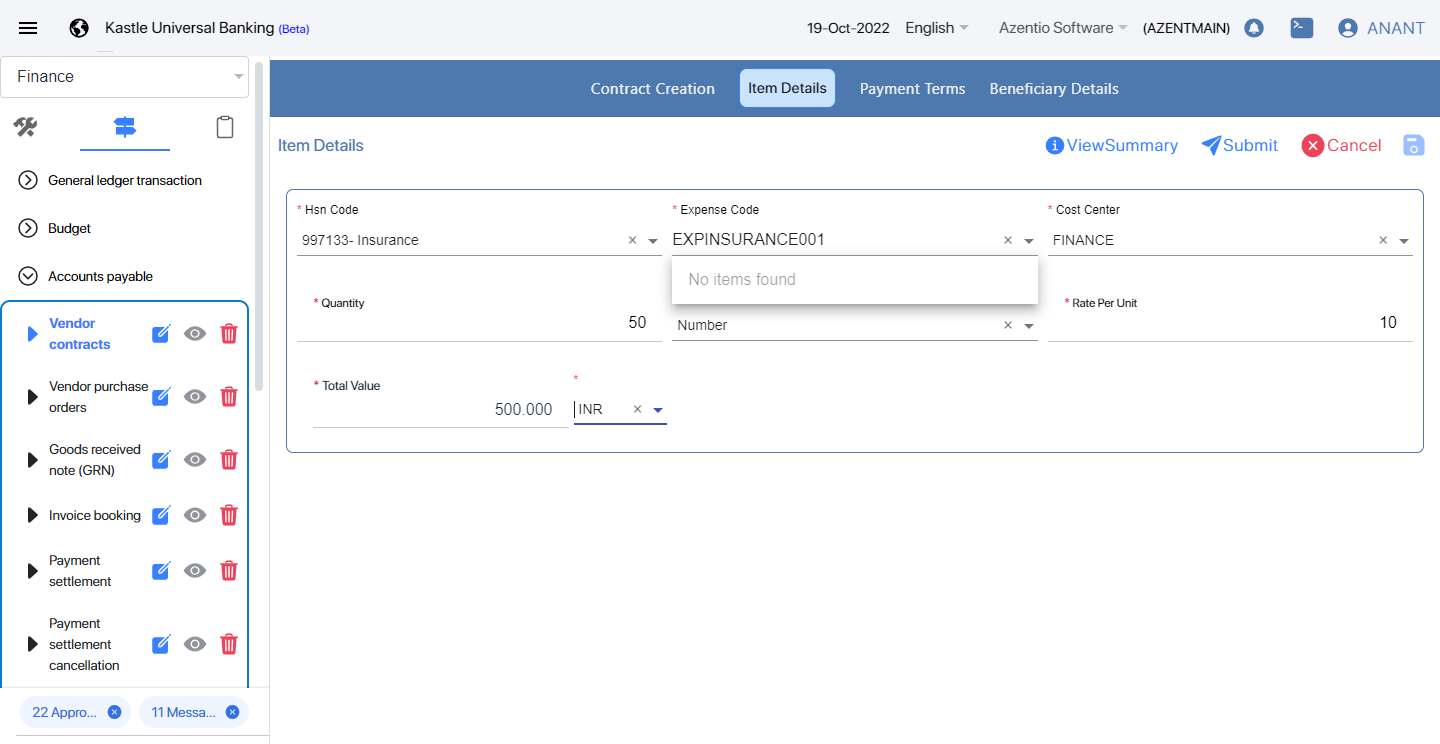 Kastle Universal Banking (Beta)
19-Oct-2022
English
Azentio Software
(AZENTMAIN)
ANANT
Finance
Contract Creation
Item Details
Payment Terms
Beneficiary Details
Item Details
ViewSummary
Submit
Cancel
General ledger transaction
Budget
Accounts payable
Vendor
contracts
Vendor purchase
orders
Goods received
note (GRN)
Invoice booking
Payment
settlement
Payment
settlement
cancellation
22 Appro...
11 Messa...
* Hsn Code
997133- Insurance
* Expense Code
EXPINSURANCE001
No items found
* Cost Center
FINANCE
* Quantity
50
Number
* Rate Per Unit
10
* Total Value
500.000
*
INR